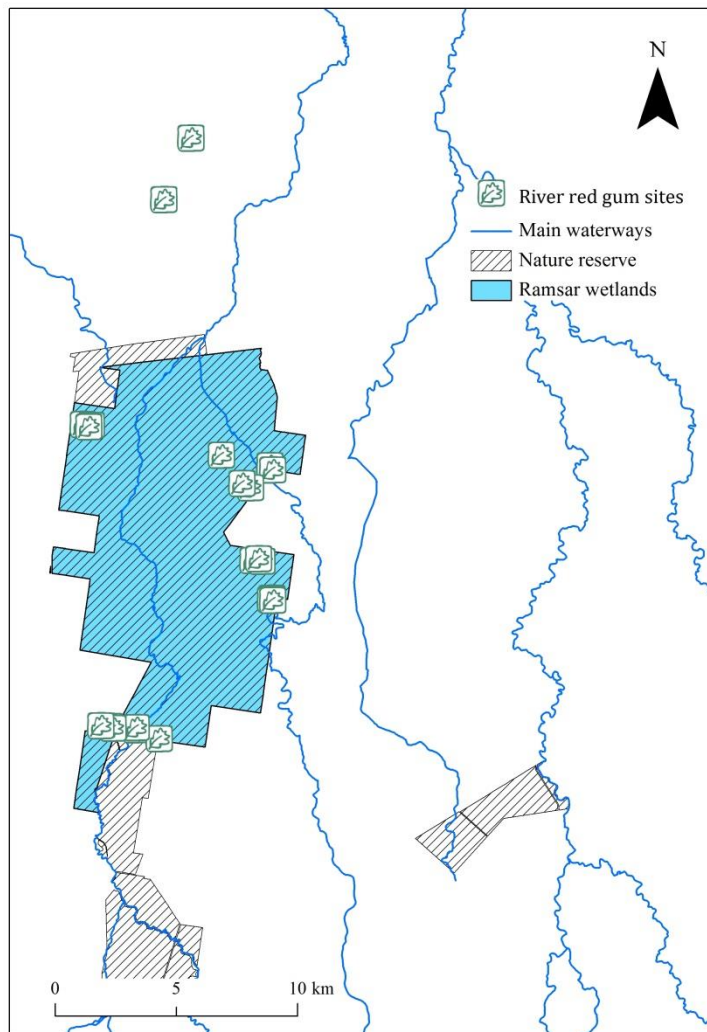 N
River red gum sites
Main waterways
Nature reserve
Ramsar wetlands
0 5 10 km